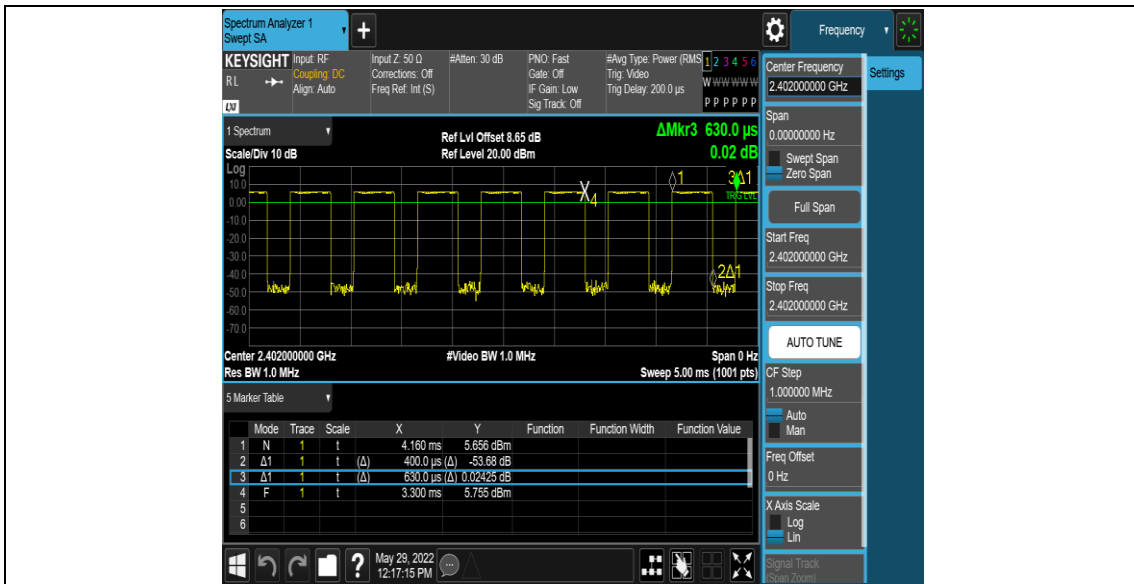 Spectrum Analyzer 1
Swept SA
+
Frequency
KEYSIGHT
RL
LXI
Input: RF
Coupling: DC
Align: Auto
Input Z: 50 Ω
Corrections: Off
Freq Ref: Int (S)
#Atten: 30 dB
PNO: Fast
Gate: Off
IF Gain: Low
Sig Track: Off
#Avg Type: Power (RMS
Trig: Video
Trig Delay: 200.0 µs
1 2 3 4 5 6
W W W W W W
P P P P P P
1 Spectrum
Scale/Div 10 dB
Ref Lvl Offset 8.65 dB
Ref Level 20.00 dBm
ΔMkr3 630.0 µs
0.02 dB
Log
10.0
0.00
-10.0
-20.0
-30.0
-40.0
-50.0
-60.0
-70.0
X4
◊1
3Δ1
TRIG LVL
2Δ1
Center 2.402000000 GHz
#Video BW 1.0 MHz
Span 0 Hz
Res BW 1.0 MHz
Sweep 5.00 ms (1001 pts)
5 Marker Table
Mode Trace Scale X Y Function Function Width Function Value
1 N 1 t 4.160 ms 5.656 dBm
2 Δ1 1 t (Δ) 400.0 µs (Δ) -53.68 dB
3 Δ1 1 t (Δ) 630.0 µs (Δ) 0.02425 dB
4 F 1 t 3.300 ms 5.755 dBm
5
6
?
May 29, 2022
12:17:15 PM
Center Frequency
2.402000000 GHz
Settings
Span
0.00000000 Hz
Swept Span
Zero Span
Full Span
Start Freq
2.402000000 GHz
Stop Freq
2.402000000 GHz
AUTO TUNE
CF Step
1.000000 MHz
Auto
Man
Freq Offset
0 Hz
X Axis Scale
Log
Lin
Signal Track
(Span Zoom)